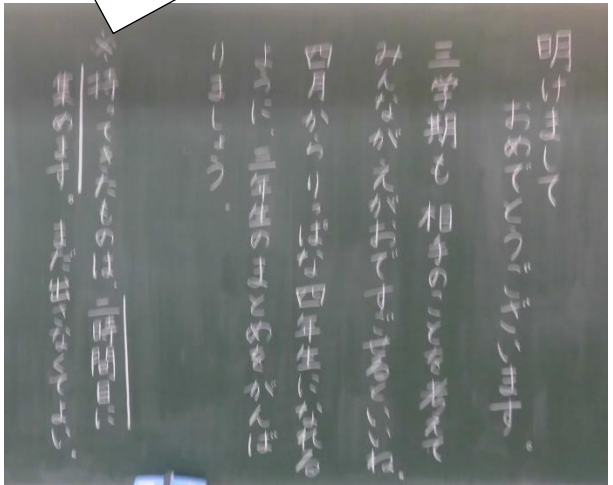 明けまして
おめでとうございます。
三学期も 相手のことを考えて
みんながえがおですごせるといいね。
四月からりっぱな四年生になれる
ように、三年生のまとめをがんば
りましょう。
※持ってきたものは、二時間目に
集めます。まだ出さなくてよい。